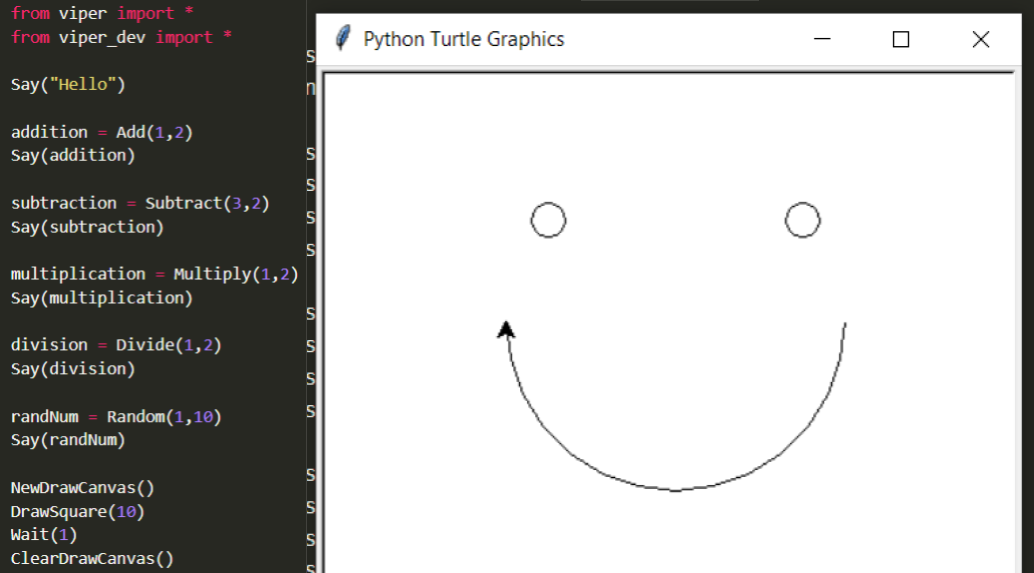 from viper import *
from viper_dev import *
Say("Hello")
addition = Add(1,2)
Say(addition)
subtraction = Subtract(3,2)
Say(subtraction)
multiplication = Multiply(1,2)
Say(multiplication)
division = Divide(1,2)
Say(division)
randNum = Random(1,10)
Say(randNum)
NewDrawCanvas()
DrawSquare(10)
Wait(1)
ClearDrawCanvas()
Python Turtle Graphics